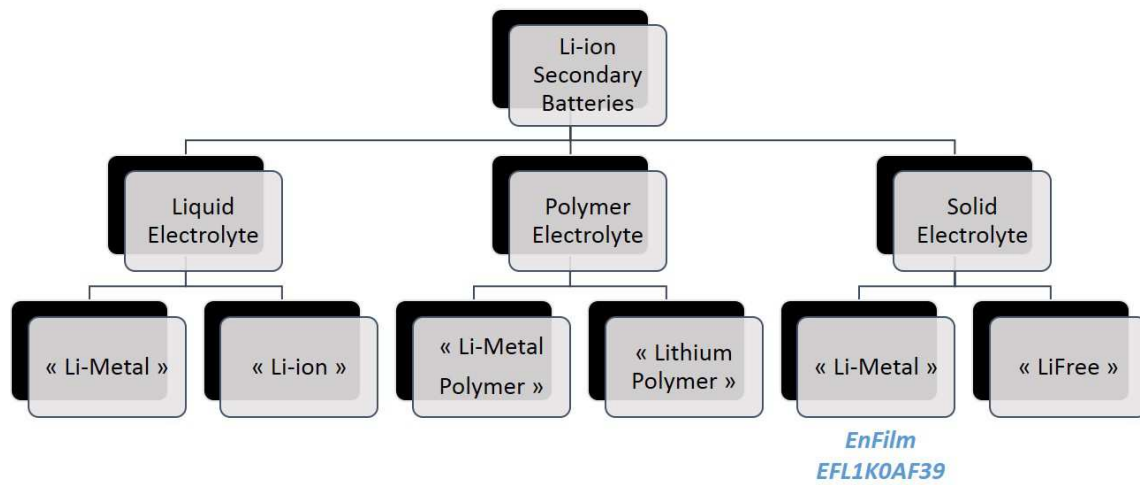 Li-ion
Secondary
Batteries
Liquid
Electrolyte
Polymer
Electrolyte
Solid
Electrolyte
« Li-Metal »
« Li-ion »
« Li-Metal
Polymer »
« Lithium
Polymer »
« Li-Metal »
« LiFree »
EnFilm
EFL1K0AF39